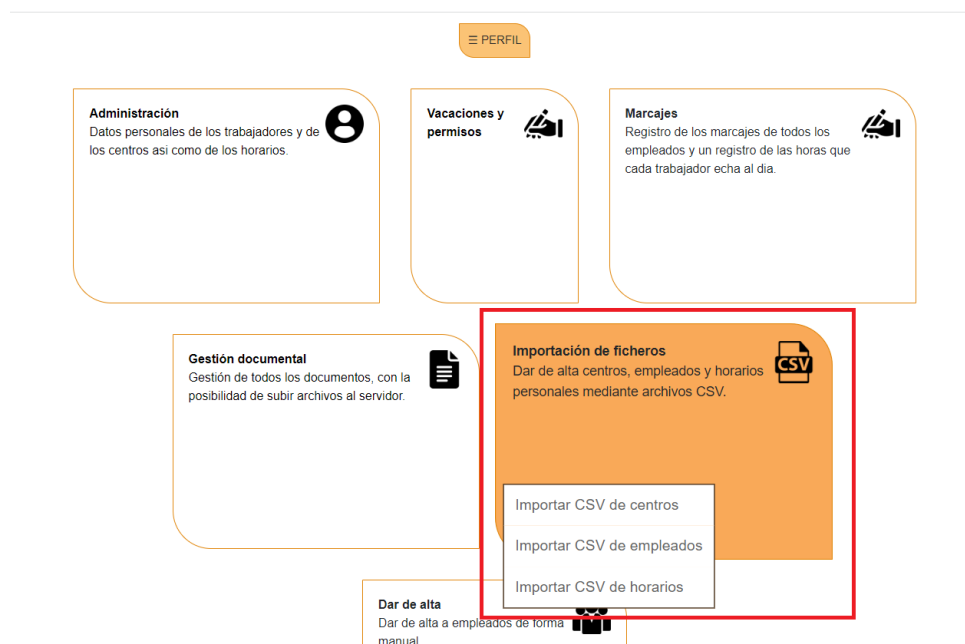 ☰ PERFIL
Administración
Datos personales de los trabajadores y de
los centros asi como de los horarios.
Vacaciones y
permisos
Marcajes
Registro de los marcajes de todos los
empleados y un registro de las horas que
cada trabajador echa al dia.
Gestión documental
Gestión de todos los documentos, con la
posibilidad de subir archivos al servidor.
Importación de ficheros
Dar de alta centros, empleados y horarios
personales mediante archivos CSV.
CSV
Importar CSV de centros
Importar CSV de empleados
Importar CSV de horarios
Dar de alta
Dar de alta a empleados de forma
manual